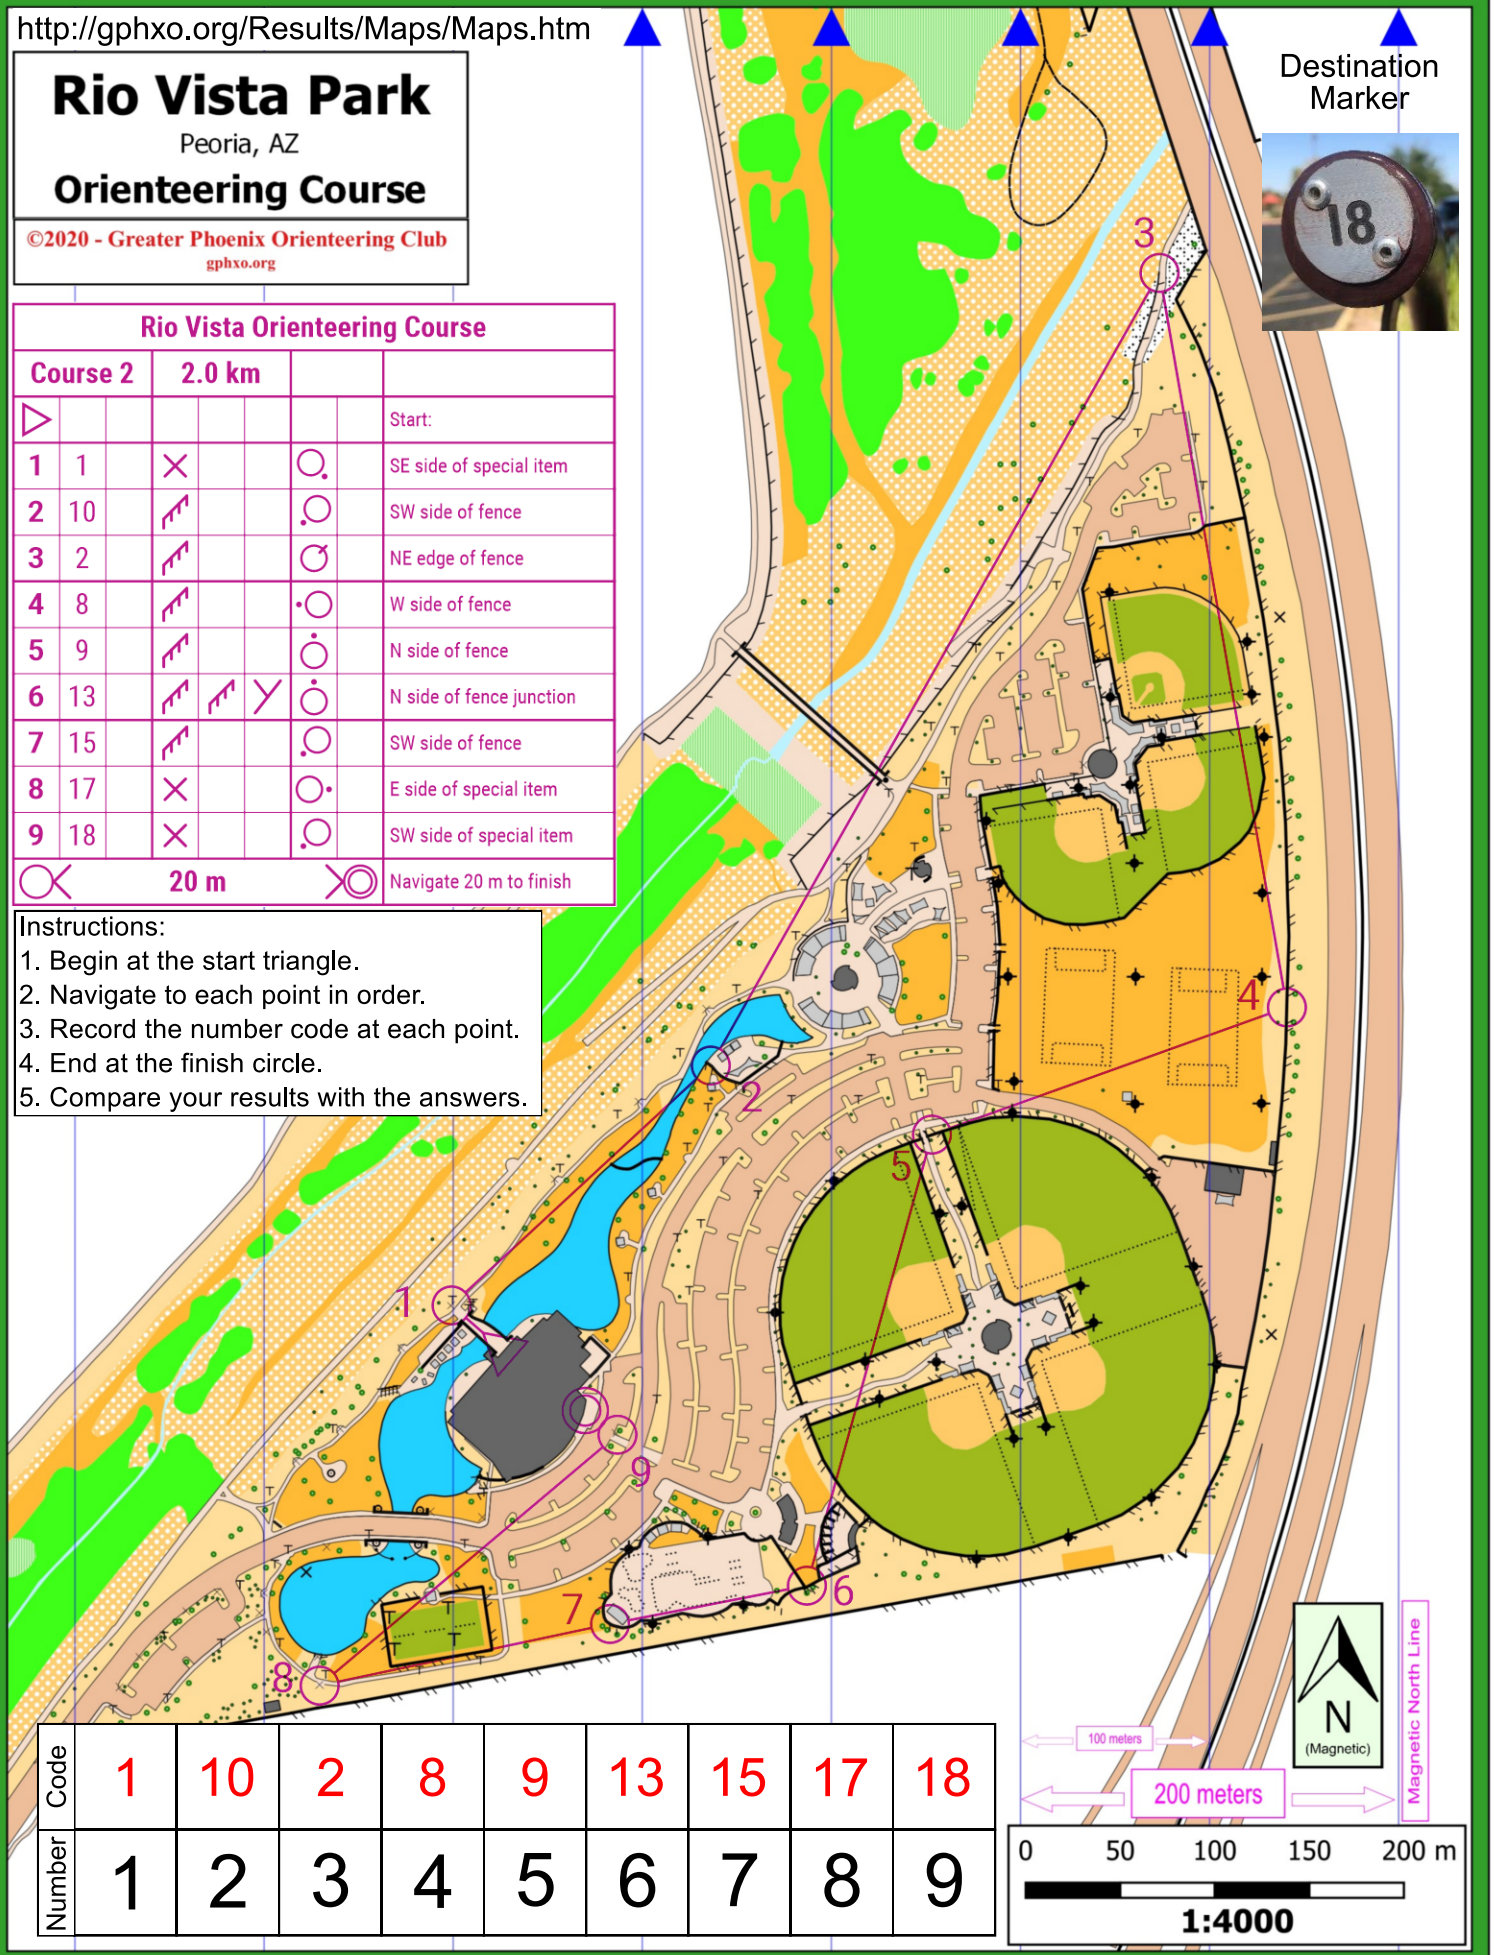 http://gphxo.org/Results/Maps/Maps.htm
Rio Vista Park
Peoria, AZ
Orienteering Course
©2020 - Greater Phoenix Orienteering Club
gphxo.org
Destination
Marker
18
Rio Vista Orienteering Course
Course 2 2.0 km
Start:
1 1 SE side of special item
2 10 SW side of fence
3 2 NE edge of fence
4 8 W side of fence
5 9 N side of fence
6 13 N side of fence junction
7 15 SW side of fence
8 17 E side of special item
9 18 SW side of special item
20 m Navigate 20 m to finish
Instructions:
1. Begin at the start triangle.
2. Navigate to each point in order.
3. Record the number code at each point.
4. End at the finish circle.
5. Compare your results with the answers.
3
4
2
5
1
9
6
7
8
Code 1 10 2 8 9 13 15 17 18
Number 1 2 3 4 5 6 7 8 9
N
(Magnetic)
Magnetic North Line
100 meters
200 meters
0 50 100 150 200 m
1:4000